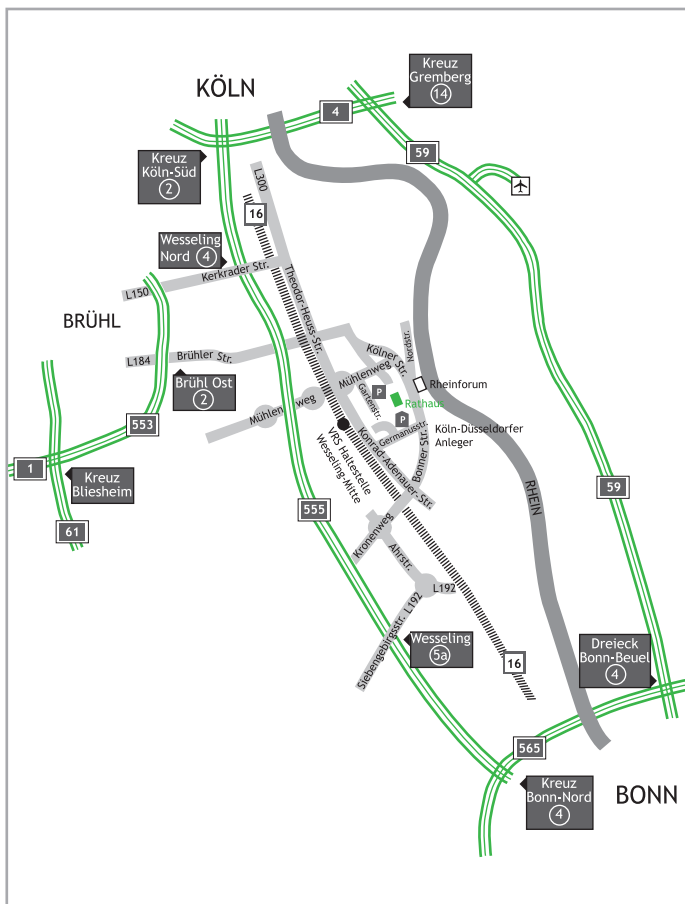 Kreuz
Gremberg
14
KÖLN
4
59
Kreuz
Köln-Süd
2
L300
16
Wesseling
Nord 4
Kerkrader Str.
L150
Theodor-Heuss-Str.
BRÜHL
L184
Brühler Str.
Kölner Str.
Nordstr.
Mühlenweg
Gartenstr.
P
Rheinforum
Rathaus
Brühl Ost
2
Mühlen weg
553
P
Germanusstr.
Köln-Düsseldorfer
Anleger
1
Kreuz
Bliesheim
VRS Haltestelle
Wesseling-Mitte
Konrad-Adenauer-Str.
Bonner Str.
59
RHEIN
61
555
Kronenweg
Ahrstr.
L192
L192
Siebengebirgsstr.
Wesseling
5a
16
Dreieck
Bonn-Beuel
4
565
Kreuz
Bonn-Nord
4
BONN